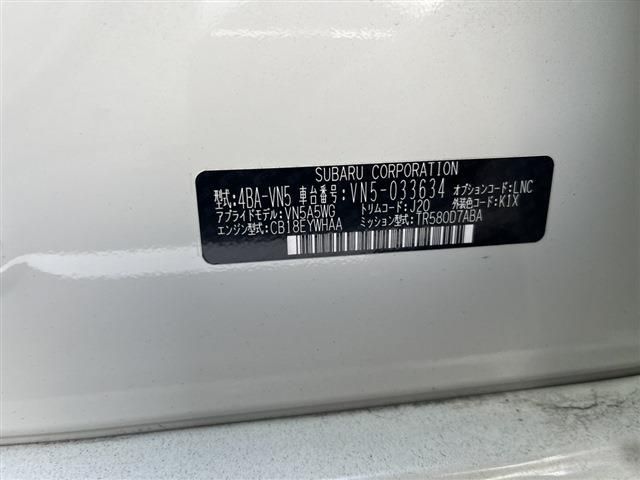 SUBARU CORPORATION
型式:4BA-VN5 車台番号:VN5-033634 オプションコード:LNC
アプライドモデル:VN5A5WG トリムコード:J20 外装色コード:K1X
エンジン型式:CB18EYWHAA ミッション型式:TR580D7ABA